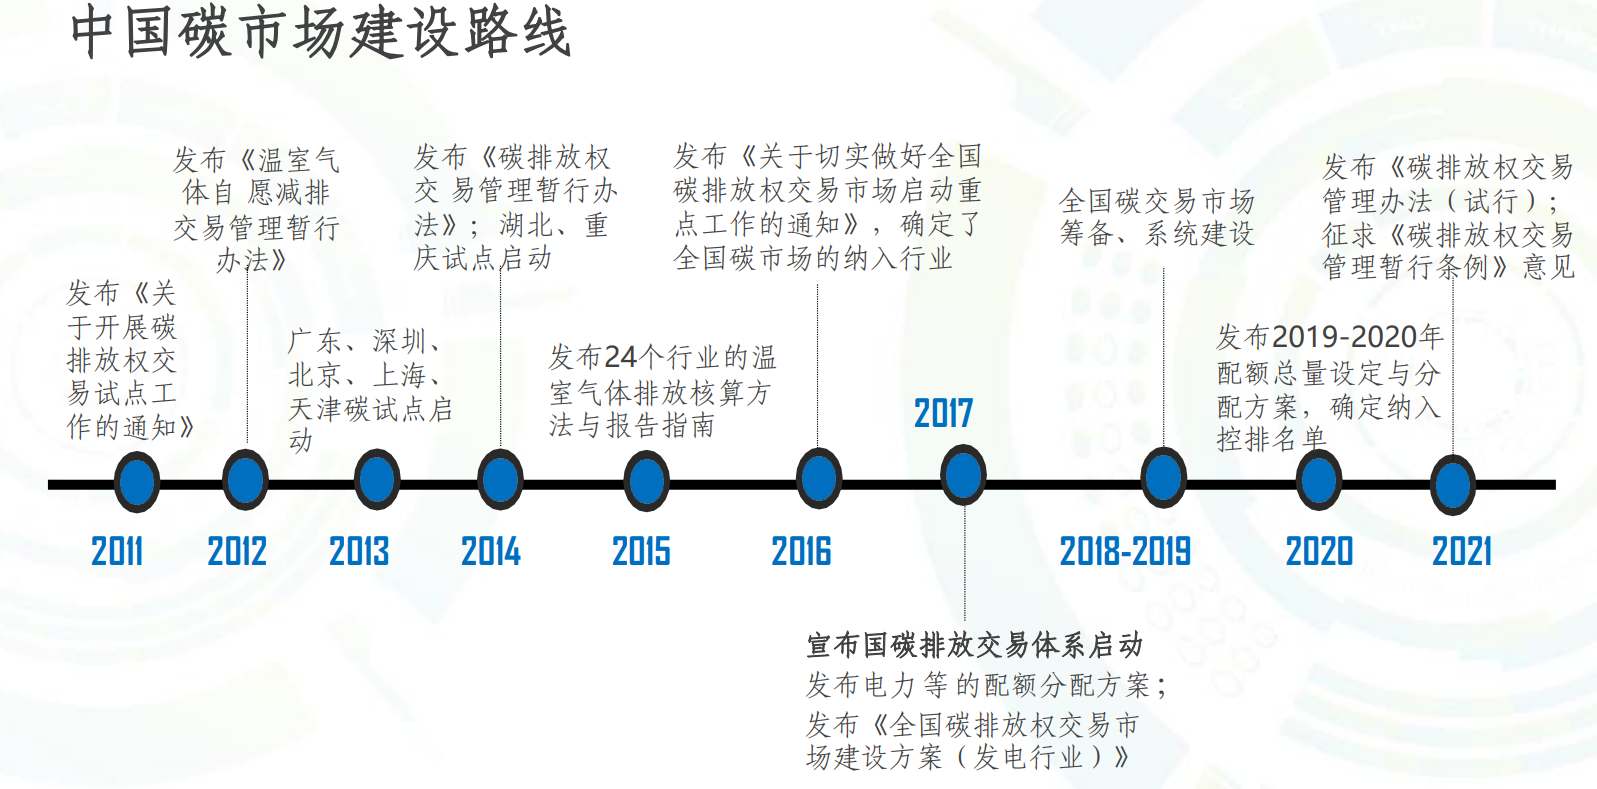 中国碳市场建设路线
发布《关
于开展碳
排放权交
易试点工
作的通知》
2011
发布《温室气
体自 愿减排
交易管理暂行
办法》
2012
广东、深圳、
北京、上海、
天津碳试点启
动
2013
发布《碳排放权
交 易管理暂行办
法》；湖北、重
庆试点启动
2014
发布24个行业的温
室气体排放核算方
法与报告指南
2015
发布《关于切实做好全国
碳排放权交易市场启动重
点工作的通知》，确定了
全国碳市场的纳入行业
2016
2017
宣布国碳排放交易体系启动
发布电力 等 的配额分配方案；
发布《全国碳排放权交易市
场建设方案（发电行业）》
全国碳交易市场
筹备、系统建设
2018-2019
发布2019-2020年
配额总量设定与分
配方案，确定纳入
控排名单
2020
发布《碳排放权交易
管理办法（试行）；
征求《碳排放权交易
管理暂行条例》意见
2021